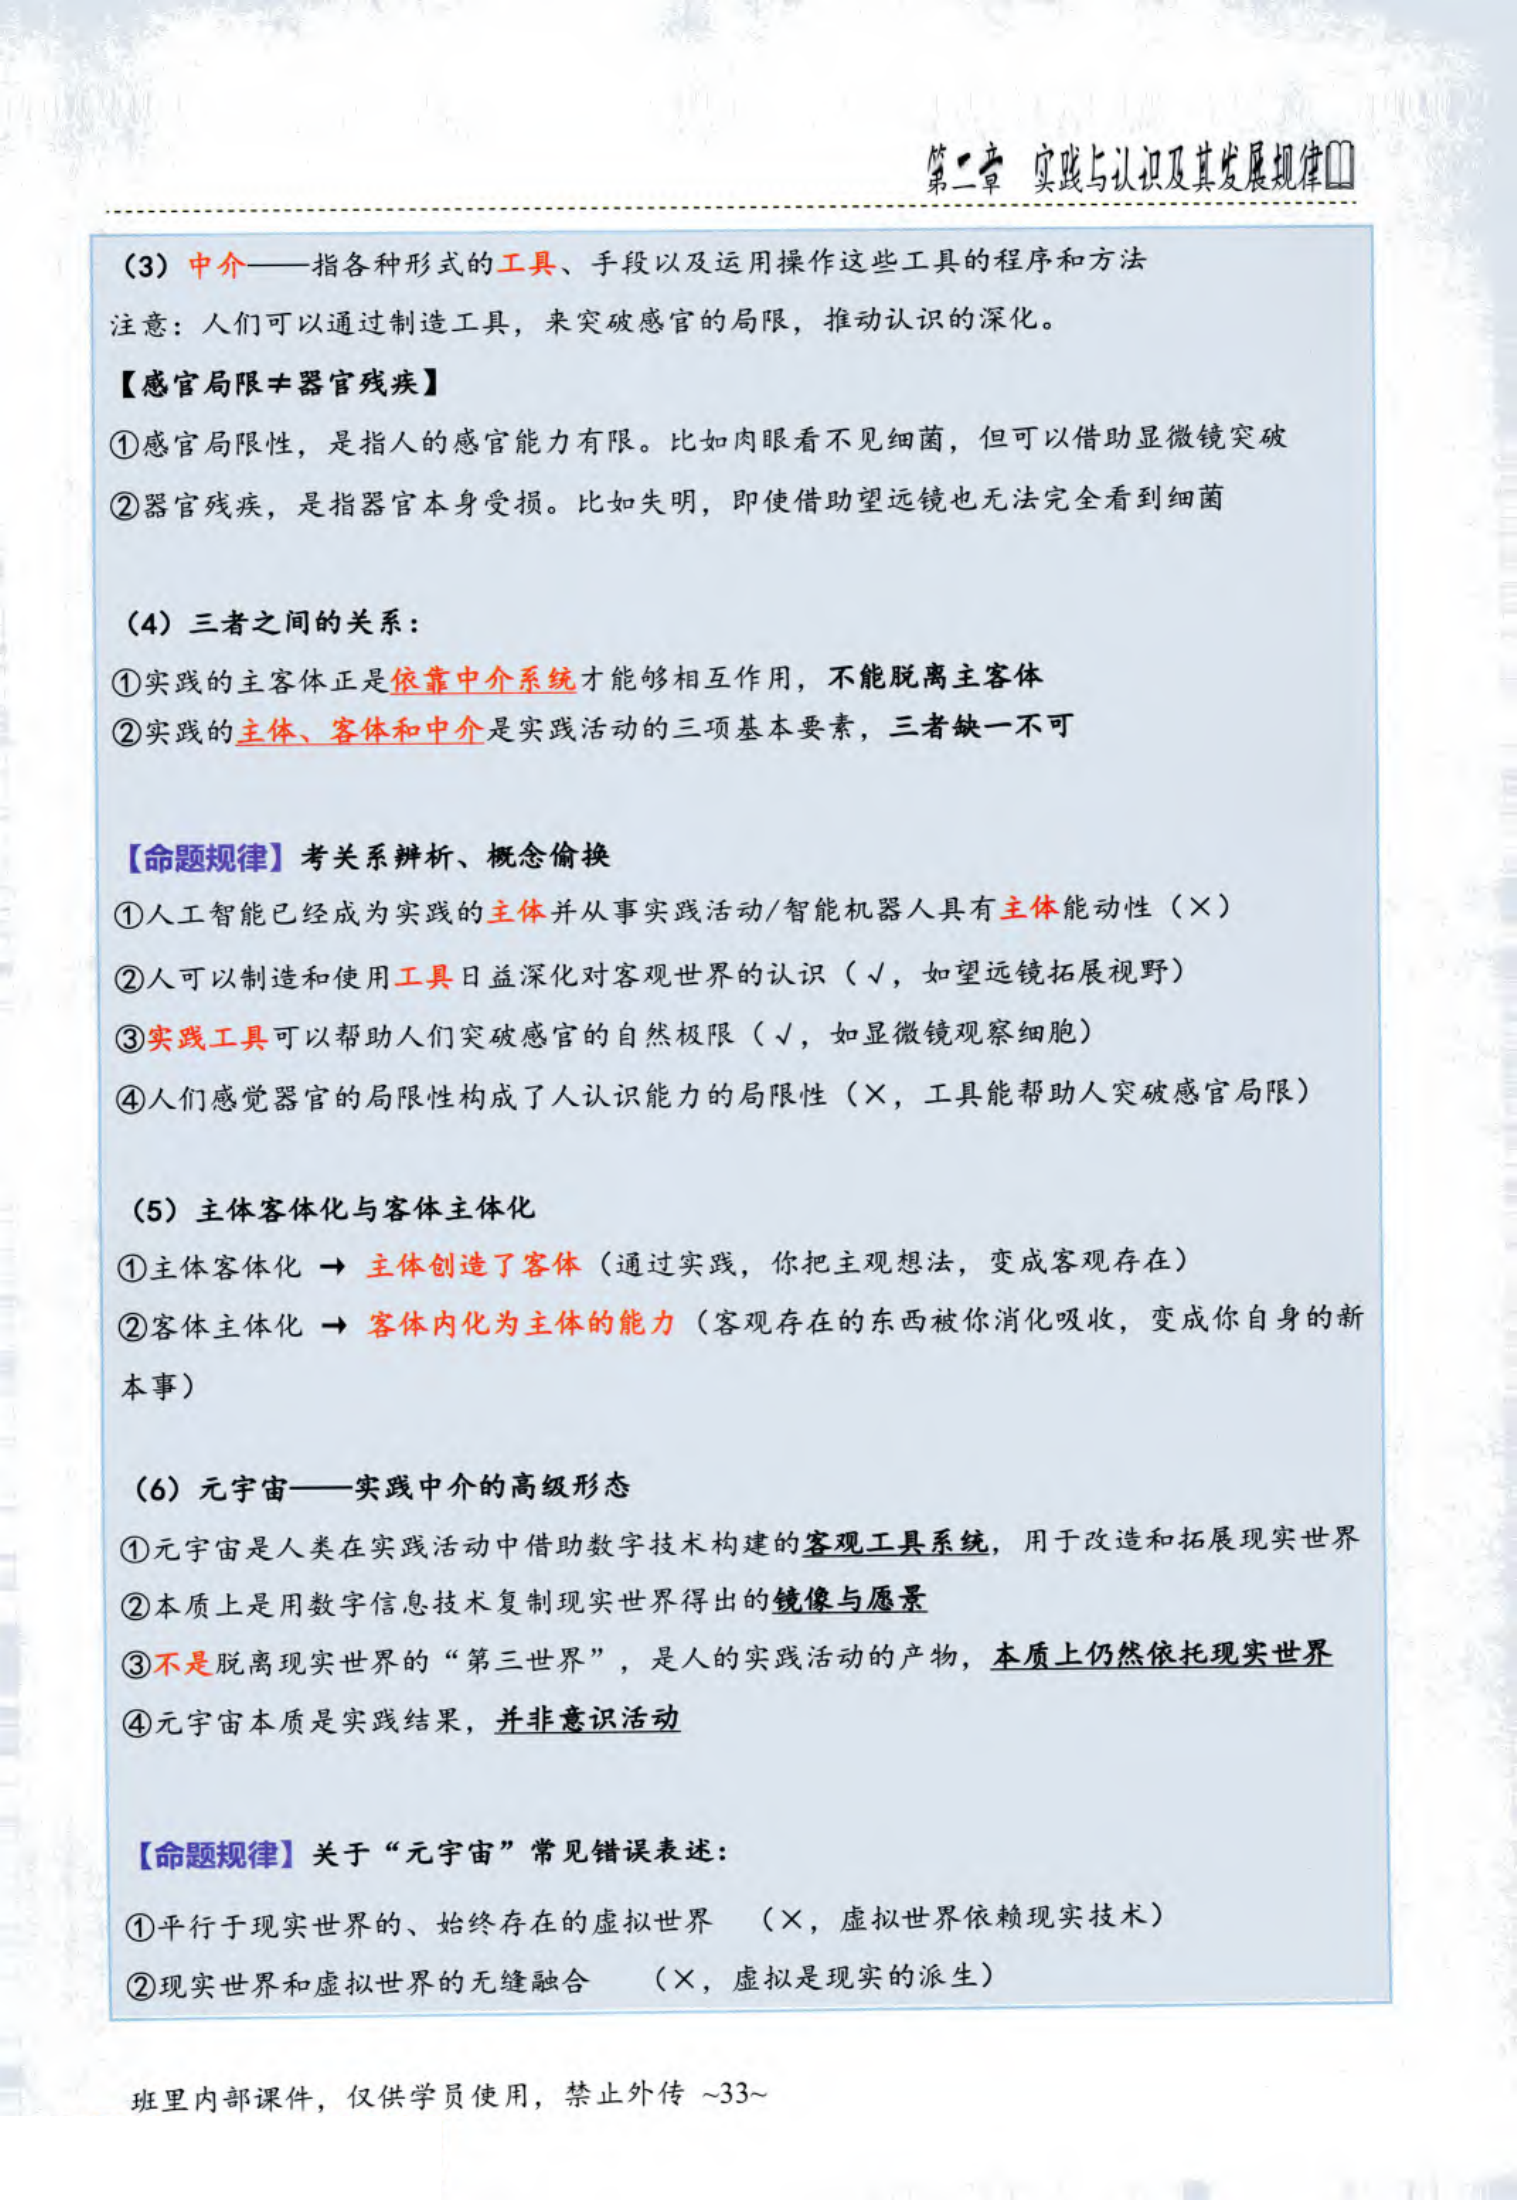 第二章 实践与认识及其发展规律
（3）中介——指各种形式的工具、手段以及运用操作这些工具的程序和方法
注意：人们可以通过制造工具，来突破感官的局限，推动认识的深化。
【感官局限≠器官残疾】
①感官局限性，是指人的感官能力有限。比如肉眼看不见细菌，但可以借助显微镜突破
②器官残疾，是指器官本身受损。比如失明，即使借助望远镜也无法完全看到细菌
（4）三者之间的关系：
①实践的主客体正是依靠中介系统才能够相互作用，不能脱离主客体
②实践的主体、客体和中介是实践活动的三项基本要素，三者缺一不可
【命题规律】考关系辨析、概念偷换
①人工智能已经成为实践的主体并从事实践活动/智能机器人具有主体能动性（×）
②人可以制造和使用工具日益深化对客观世界的认识（√，如望远镜拓展视野）
③实践工具可以帮助人们突破感官的自然极限（√，如显微镜观察细胞）
④人们感觉器官的局限性构成了人认识能力的局限性（×，工具能帮助人突破感官局限）
（5）主体客体化与客体主体化
①主体客体化 → 主体创造了客体（通过实践，你把主观想法，变成客观存在）
②客体主体化 → 客体内化为主体的能力（客观存在的东西被你消化吸收，变成你自身的新
本事）
（6）元宇宙——实践中介的高级形态
①元宇宙是人类在实践活动中借助数字技术构建的客观工具系统，用于改造和拓展现实世界
②本质上是用数字信息技术复制现实世界得出的镜像与愿景
③不是脱离现实世界的“第三世界”，是人的实践活动的产物，本质上仍然依托现实世界
④元宇宙本质是实践结果，并非意识活动
【命题规律】关于“元宇宙”常见错误表述：
①平行于现实世界的、始终存在的虚拟世界 （×，虚拟世界依赖现实技术）
②现实世界和虚拟世界的无缝融合 （×，虚拟是现实的派生）
班里内部课件，仅供学员使用，禁止外传 ~33~